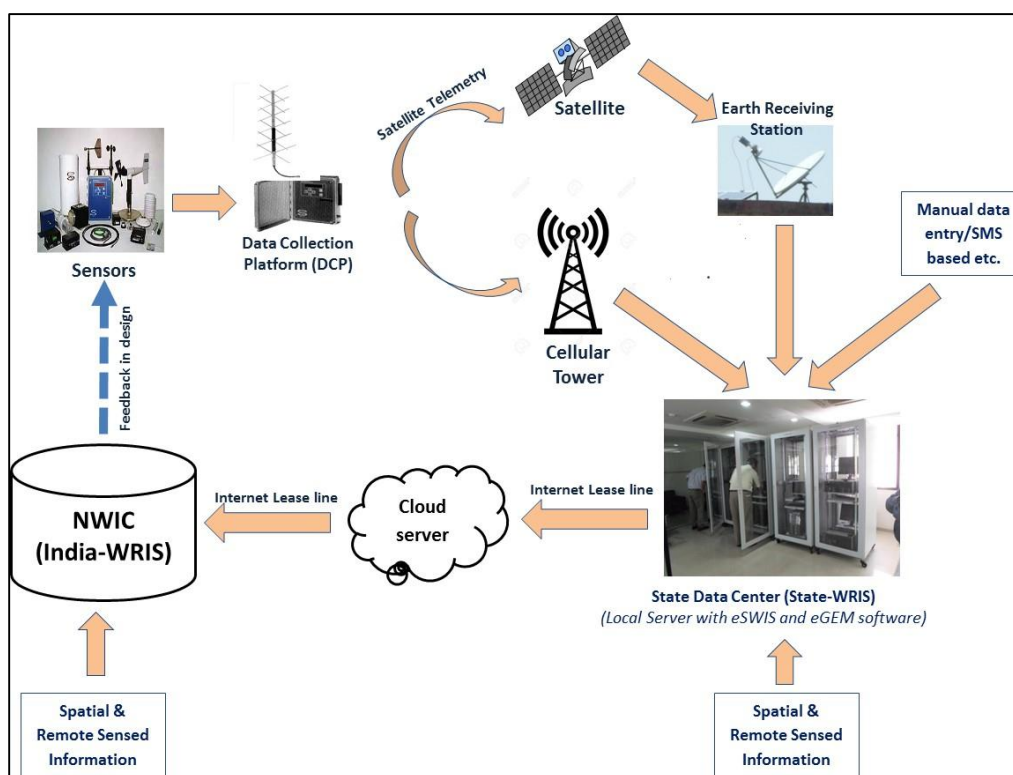 Satellite Telemetry
Satellite
Earth Receiving
Station
Sensors
Data Collection
Platform (DCP)
Manual data
entry/SMS
based etc.
Cellular
Tower
Feedback in design
NWIC
(India-WRIS)
Internet Lease line
Cloud
server
Internet Lease line
State Data Center (State-WRIS)
(Local Server with eSWIS and eGEM software)
Spatial &
Remote Sensed
Information
Spatial &
Remote Sensed
Information